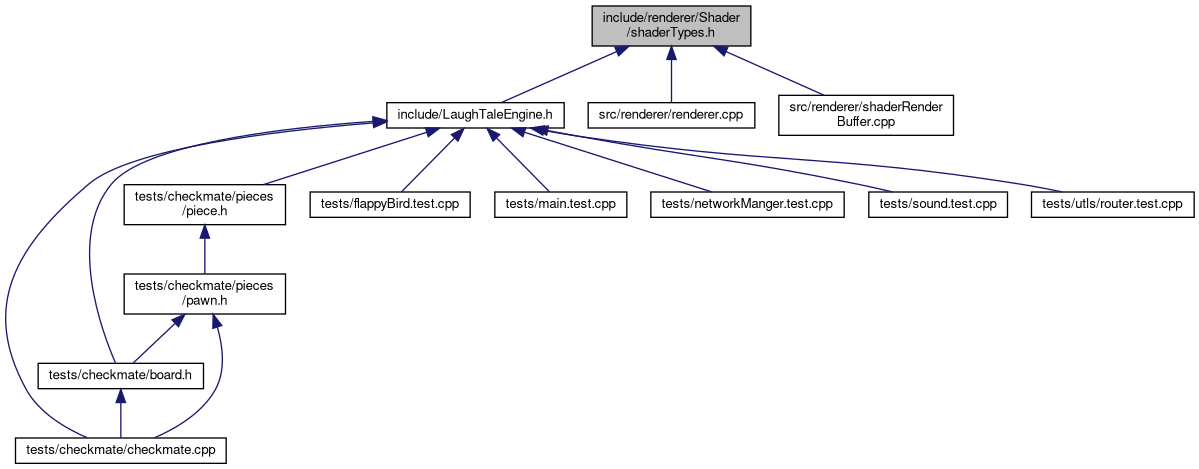 include/renderer/Shader
/shaderTypes.h
include/LaughTaleEngine.h
src/renderer/renderer.cpp
src/renderer/shaderRender
Buffer.cpp
tests/checkmate/pieces
/piece.h
tests/flappyBird.test.cpp
tests/main.test.cpp
tests/networkManger.test.cpp
tests/sound.test.cpp
tests/utls/router.test.cpp
tests/checkmate/pieces
/pawn.h
tests/checkmate/board.h
tests/checkmate/checkmate.cpp